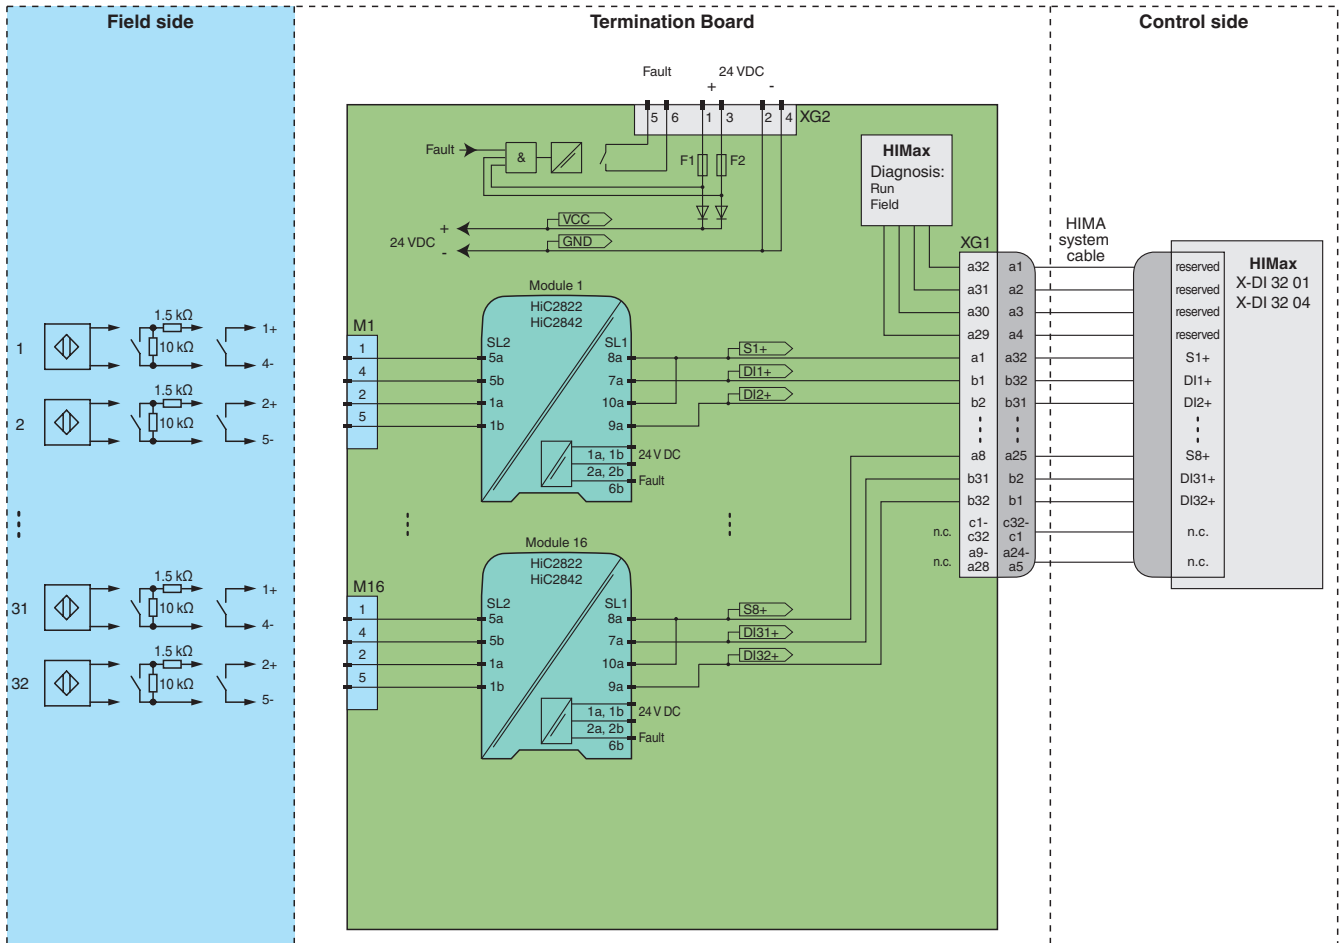 Field side
Termination Board
Control side
Fault
24 VDC
+
-
5 6 1 3 2 4
XG2
Fault
&
F1
F2
VCC
+
24 VDC
-
GND
HIMax
Diagnosis:
Run
Field
HIMA
system
cable
XG1
a32 a1 reserved
a31 a2 reserved
a30 a3 reserved
a29 a4 reserved
a1 a32 S1+
b1 b32 DI1+
b2 b31 DI2+
a8 a25 S8+
b31 b2 DI31+
b32 b1 DI32+
n.c.
c1-
c32
c32-
c1
n.c.
n.c.
a9-
a28
a24-
a5
n.c.
HIMax
X-DI 32 01
X-DI 32 04
1
1.5 kΩ
10 kΩ
1+
4-
2
1.5 kΩ
10 kΩ
2+
5-
31
1.5 kΩ
10 kΩ
1+
4-
32
1.5 kΩ
10 kΩ
2+
5-
M1
1
4
2
5
Module 1
HiC2822
HiC2842
SL2
5a
5b
1a
1b
SL1
8a
7a
10a
9a
1a, 1b
2a, 2b
6b
24 V DC
Fault
S1+
DI1+
DI2+
M16
1
4
2
5
Module 16
HiC2822
HiC2842
SL2
5a
5b
1a
1b
SL1
8a
7a
10a
9a
1a, 1b
2a, 2b
6b
24 V DC
Fault
S8+
DI31+
DI32+